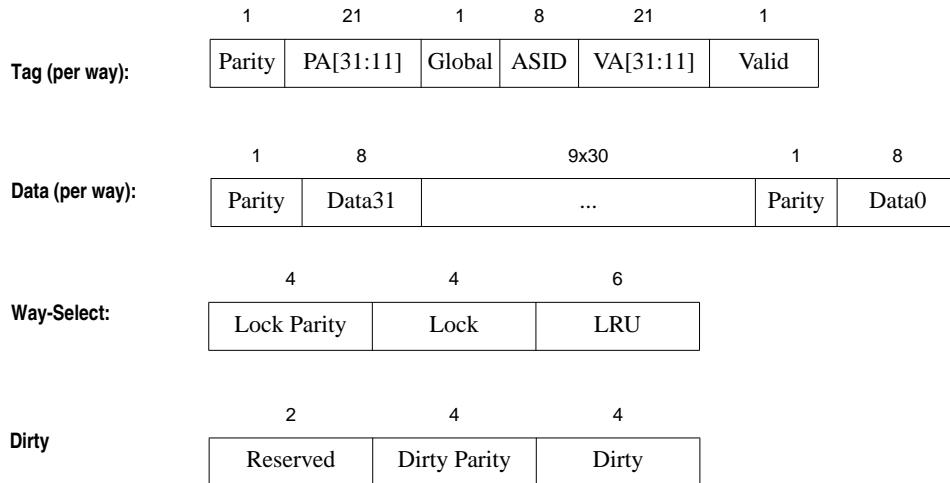 1 21 1 8 21 1
Tag (per way): Parity PA[31:11] Global ASID VA[31:11] Valid
1 8 9x30 1 8
Data (per way): Parity Data31 ... Parity Data0
4 4 6
Way-Select: Lock Parity Lock LRU
2 4 4
Dirty Reserved Dirty Parity Dirty